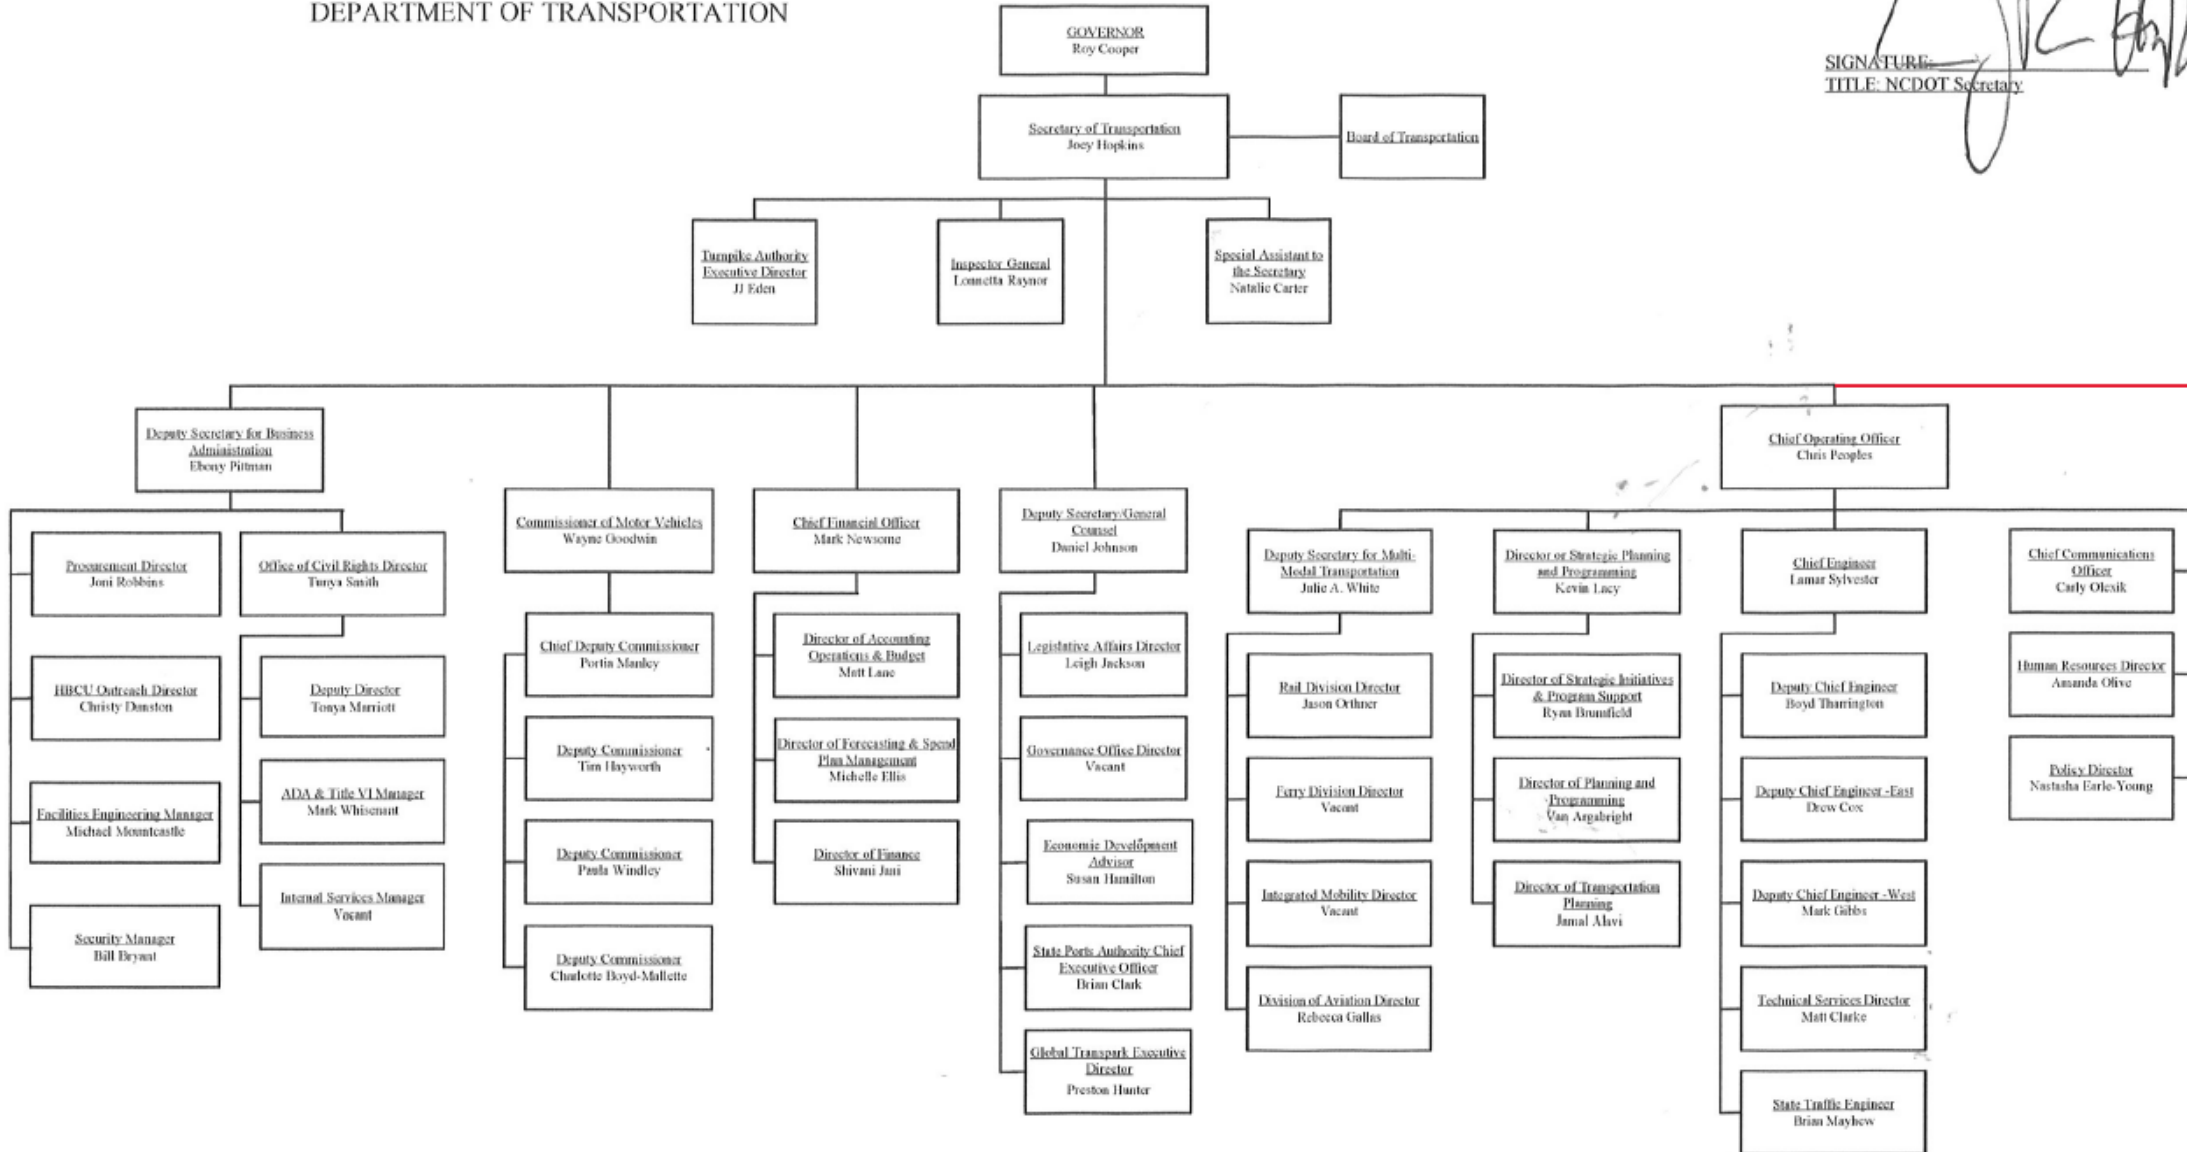 DEPARTMENT OF TRANSPORTATION
GOVERNOR
Roy Cooper
SIGNATURE:
TITLE: NCDOT Secretary
Secretary of Transportation
Joey Hopkins
Board of Transportation
Turnpike Authority
Executive Director
JJ Eden
Inspector General
Lonnetta Raynor
Special Assistant to
the Secretary
Natalie Carter
Deputy Secretary for Business
Administration
Ebony Pittman
Procurement Director
Joni Robbins
HBCU Outreach Director
Christy Dunston
Facilities Engineering Manager
Michael Mountcastle
Security Manager
Bill Bryant
Office of Civil Rights Director
Tunya Smith
Deputy Director
Tonya Marriott
ADA & Title VI Manager
Mark Whisenant
Internal Services Manager
Vacant
Commissioner of Motor Vehicles
Wayne Goodwin
Chief Deputy Commissioner
Portia Manley
Deputy Commissioner
Tim Hayworth
Deputy Commissioner
Paula Windley
Deputy Commissioner
Charlotte Boyd-Mallette
Chief Financial Officer
Mark Newsome
Director of Accounting
Operations & Budget
Matt Lane
Director of Forecasting & Spend
Plan Management
Michelle Ellis
Director of Finance
Shivani Jani
Deputy Secretary/General
Counsel
Daniel Johnson
Legislative Affairs Director
Leigh Jackson
Governance Office Director
Vacant
Economic Development
Advisor
Susan Hamilton
State Ports Authority Chief
Executive Officer
Brian Clark
Global Transpark Executive
Director
Preston Hunter
Chief Operating Officer
Chris Peoples
Deputy Secretary for Multi-
Modal Transportation
Julie A. White
Rail Division Director
Jason Orthner
Ferry Division Director
Vacant
Integrated Mobility Director
Vacant
Division of Aviation Director
Rebecca Gallas
Director or Strategic Planning
and Programming
Kevin Lacy
Director of Strategic Initiatives
& Program Support
Ryan Brumfield
Director of Planning and
Programming
Van Argabright
Director of Transportation
Planning
Jamal Alavi
Chief Engineer
Lamar Sylvester
Deputy Chief Engineer
Boyd Tharrington
Deputy Chief Engineer -East
Drew Cox
Deputy Chief Engineer -West
Mark Gibbs
Technical Services Director
Matt Clarke
State Traffic Engineer
Brian Mayhew
Chief Communications
Officer
Carly Olexik
Human Resources Director
Amanda Olive
Policy Director
Nastasha Earle-Young